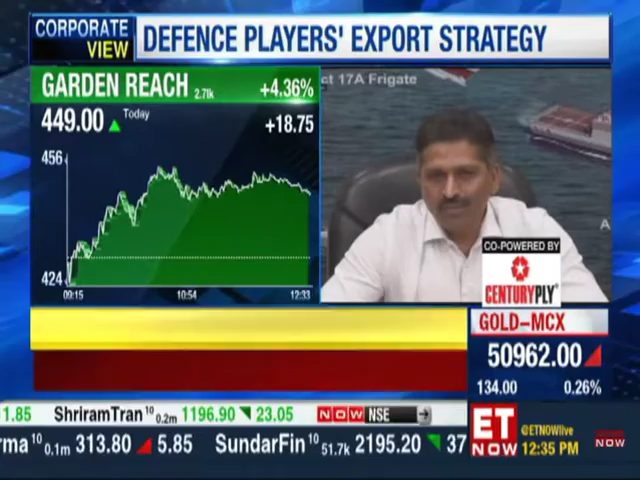 CORPORATE VIEW
DEFENCE PLAYERS' EXPORT STRATEGY
GARDEN REACH 2.71k +4.36%
449.00 Today +18.75
456
424
09:15 10:54 12:33
ct 17A Frigate
A
CO-POWERED BY
CENTURYPLY
GOLD-MCX
50962.00
134.00 0.26%
1.85 ShriramTran 10 0.2m 1196.90 23.05 NOW NSE
rma 10 0.1m 313.80 5.85 SundarFin 10 51.7k 2195.20 37
ET NOW
@ETNOWlive
12:35 PM
NOW